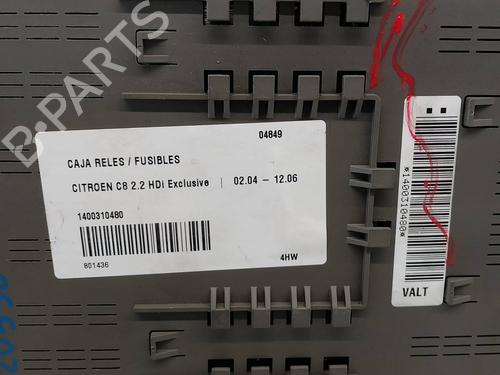 B-PARTS
04849
CAJA RELES / FUSIBLES
CITROEN C8 2.2 HDi Exclusive | 02.04 – 12.06
1400310480
801436
4HW
*1400310480*
VALT